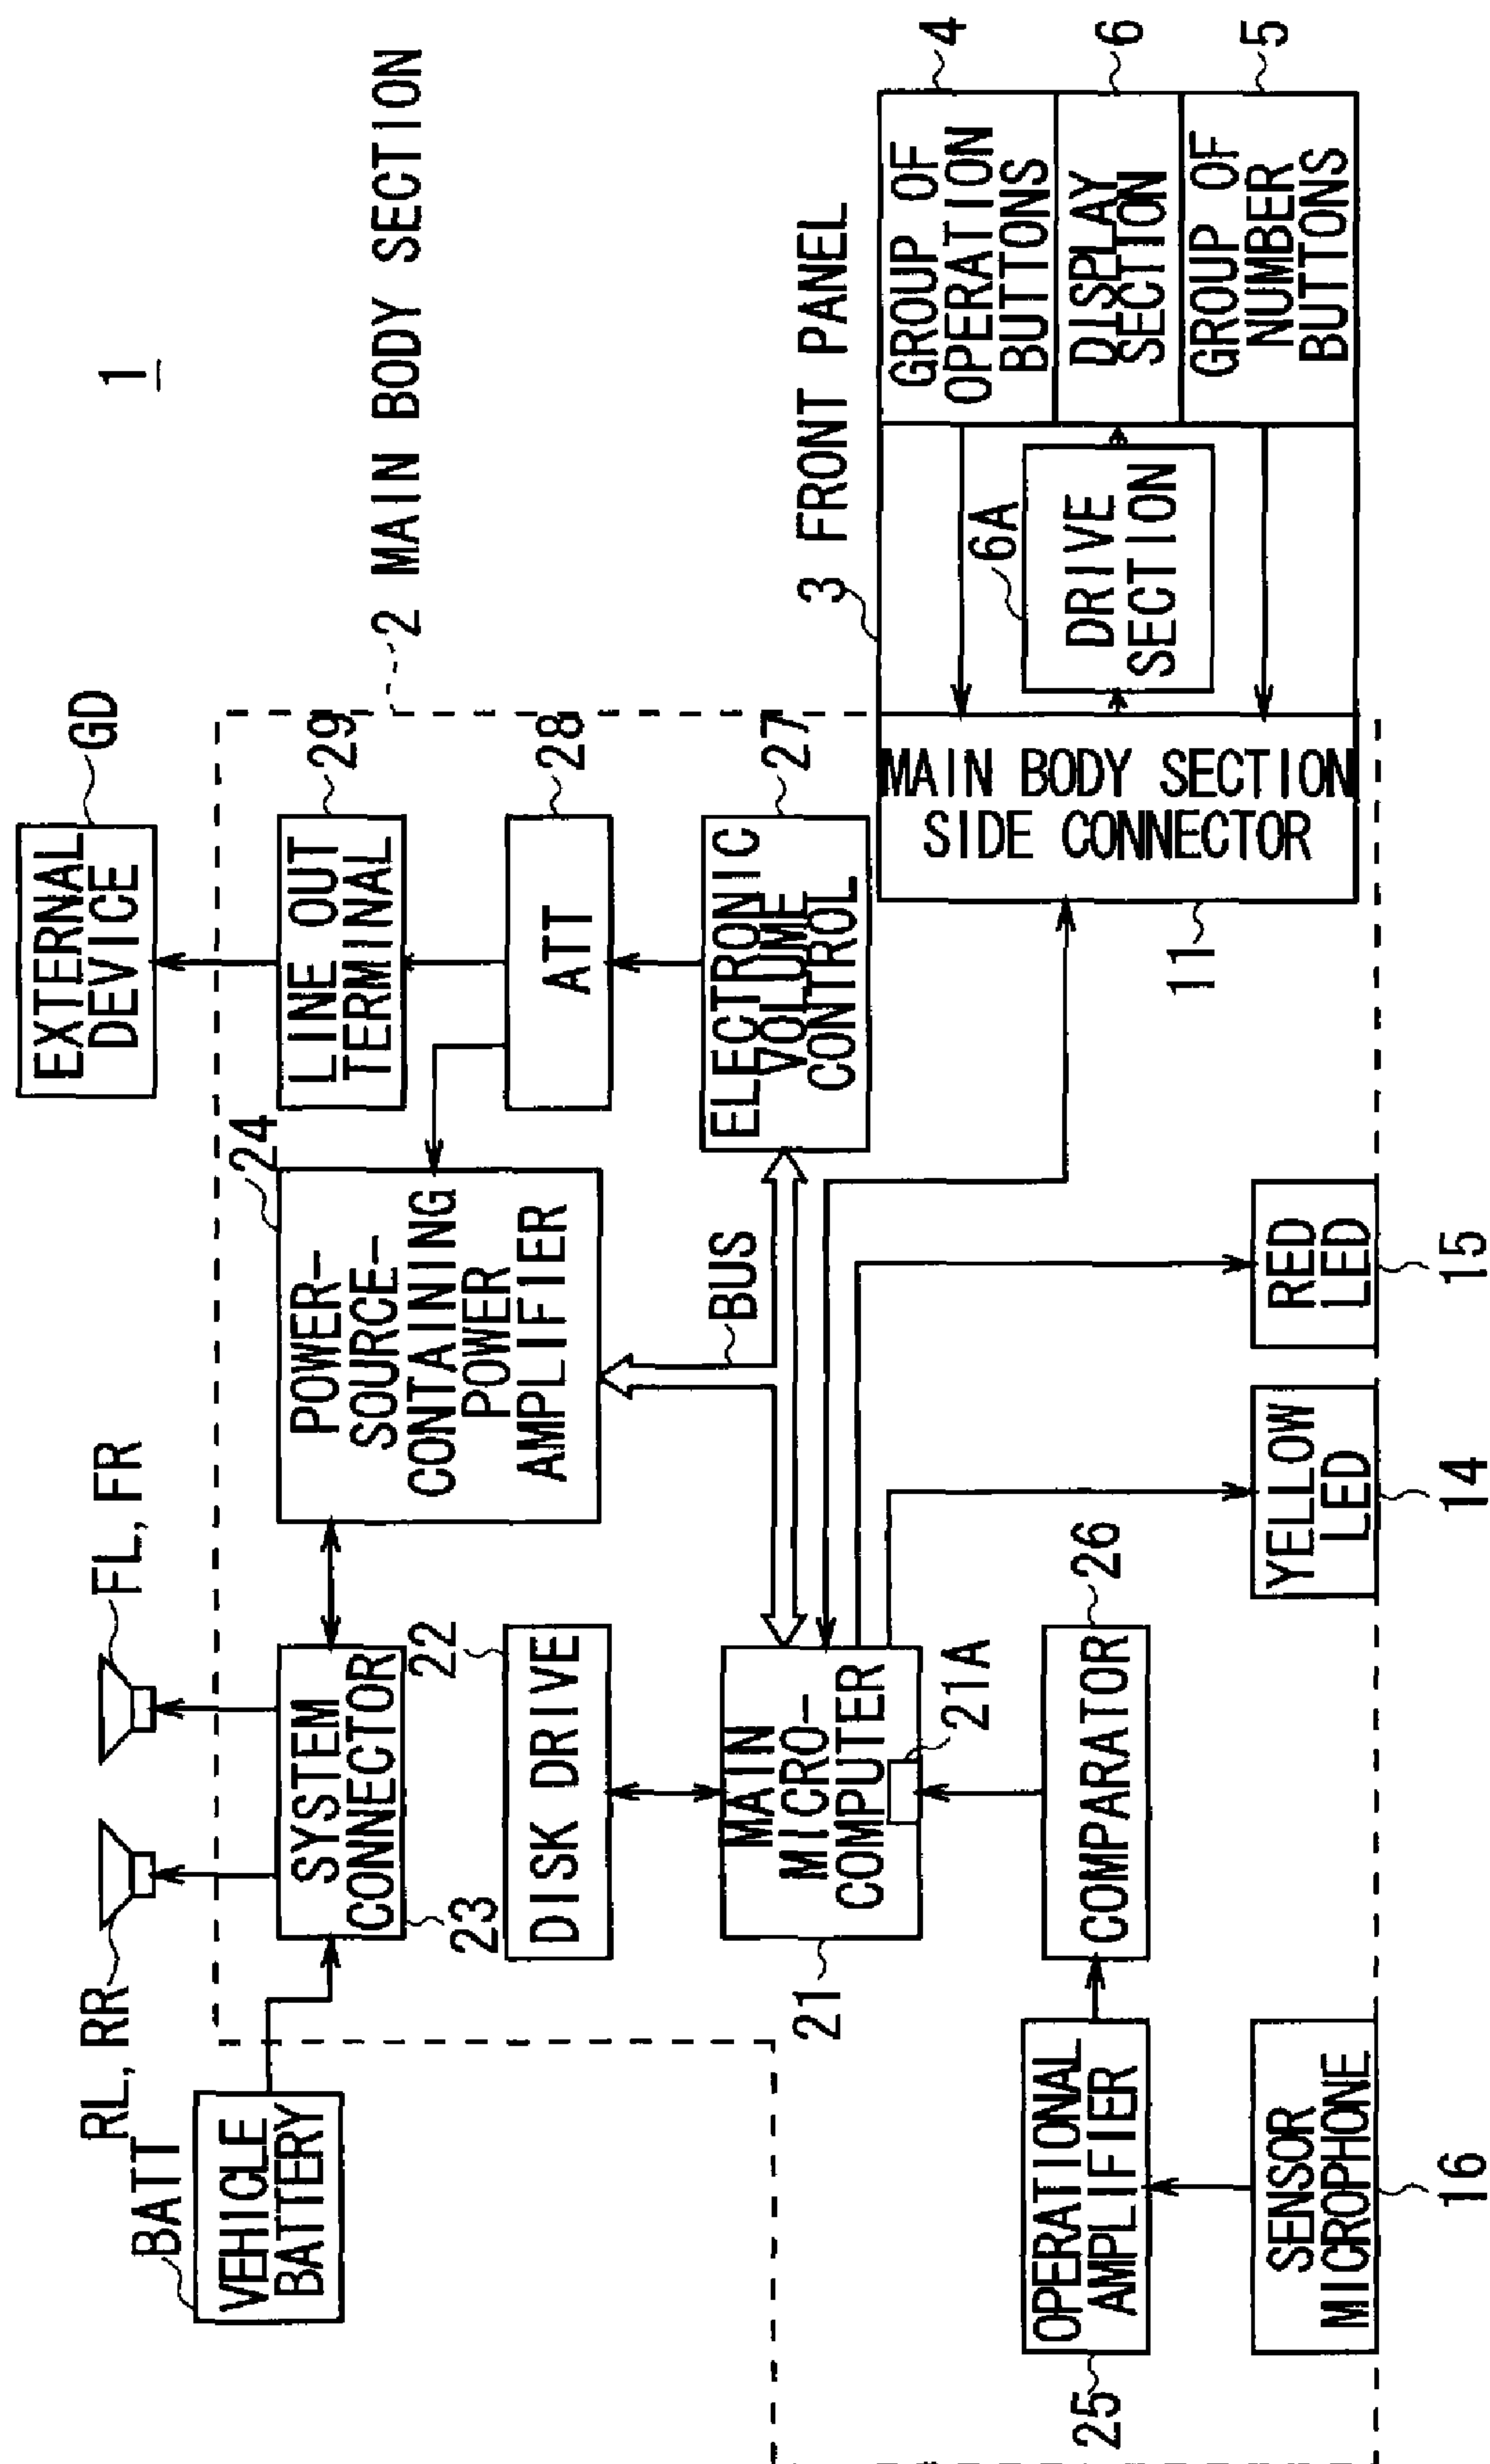 1
2 MAIN BODY SECTION
GD
EXTERNAL
DEVICE
29
LINE OUT
TERMINAL
28
ATT
27
ELECTRONIC
VOLUME
CONTROL
24
POWER-
SOURCE-
CONTAINING
POWER
AMPLIFIER
BUS
FL, FR
RL, RR
SYSTEM
CONNECTOR
23
22
DISK DRIVE
BATT
VEHICLE
BATTERY
MAIN
MICRO-
COMPUTER
21
21A
26
COMPARATOR
OPERATIONAL
AMPLIFIER
25
SENSOR
MICROPHONE
16
YELLOW
LED
14
RED
LED
15
3 FRONT PANEL
MAIN BODY SECTION
SIDE CONNECTOR
11
6A
DRIVE
SECTION
GROUP OF
OPERATION
BUTTONS
4
DISPLAY
SECTION
6
GROUP OF
NUMBER
BUTTONS
5